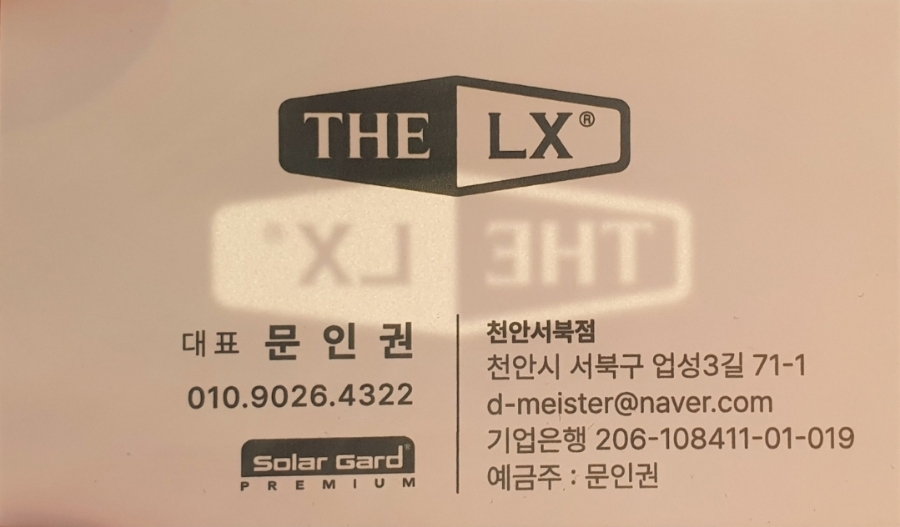 THE LX®
THE LX®
대표 문인권
010.9026.4322
Solar Gard®
PREMIUM
천안서북점
천안시 서북구 업성3길 71-1
d-meister@naver.com
기업은행 206-108411-01-019
예금주 : 문인권